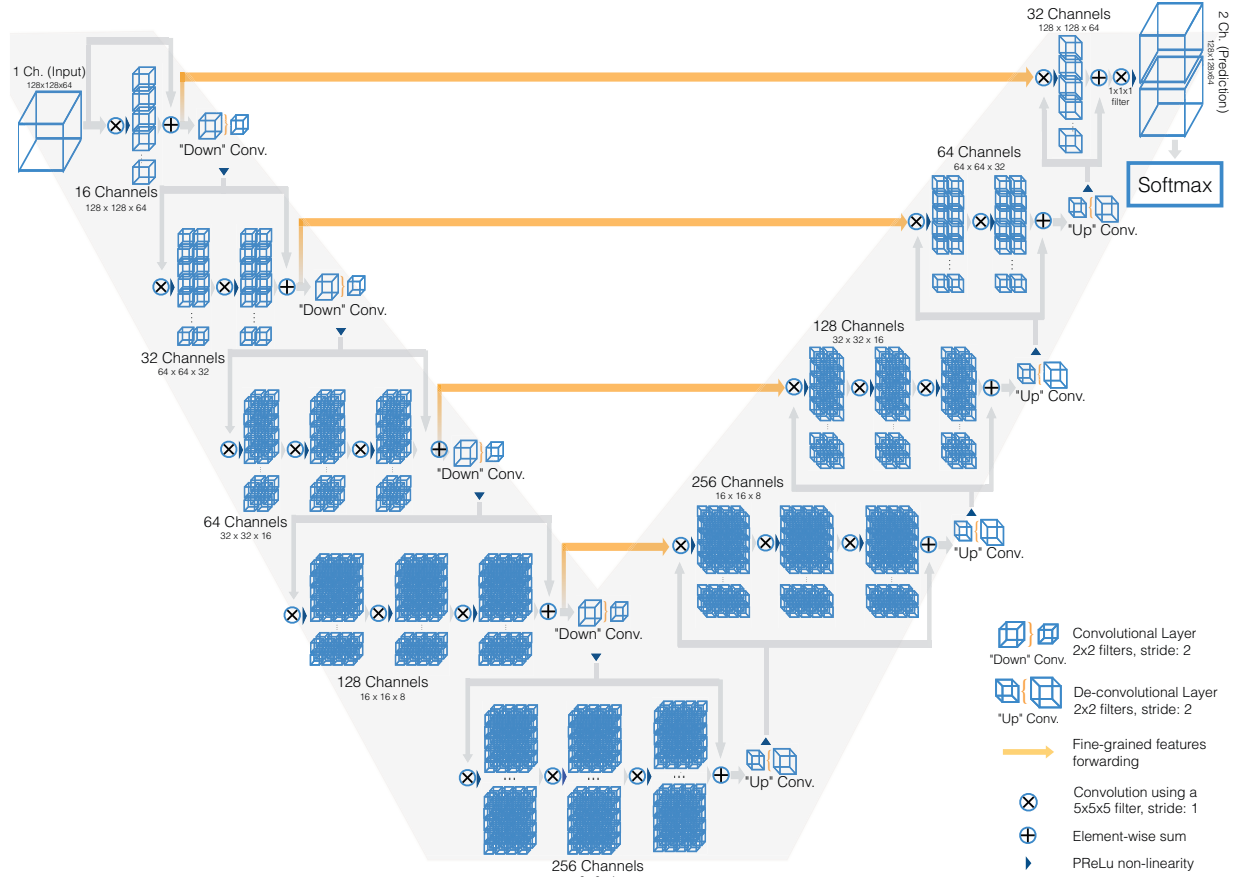 1 Ch. (Input)
128x128x64
"Down" Conv.
16 Channels
128 x 128 x 64
"Down" Conv.
32 Channels
64 x 64 x 32
"Down" Conv.
64 Channels
32 x 32 x 16
"Down" Conv.
128 Channels
16 x 16 x 8
...
...
...
256 Channels
"Up" Conv.
256 Channels
16 x 16 x 8
"Up" Conv.
128 Channels
32 x 32 x 16
"Up" Conv.
64 Channels
64 x 64 x 32
"Up" Conv.
32 Channels
128 x 128 x 64
1x1x1
filter
2 Ch. (Prediction)
128x128x64
Softmax
"Down" Conv.
Convolutional Layer
2x2 filters, stride: 2
"Up" Conv.
De-convolutional Layer
2x2 filters, stride: 2
Fine-grained features
forwarding
Convolution using a
5x5x5 filter, stride: 1
Element-wise sum
PReLu non-linearity